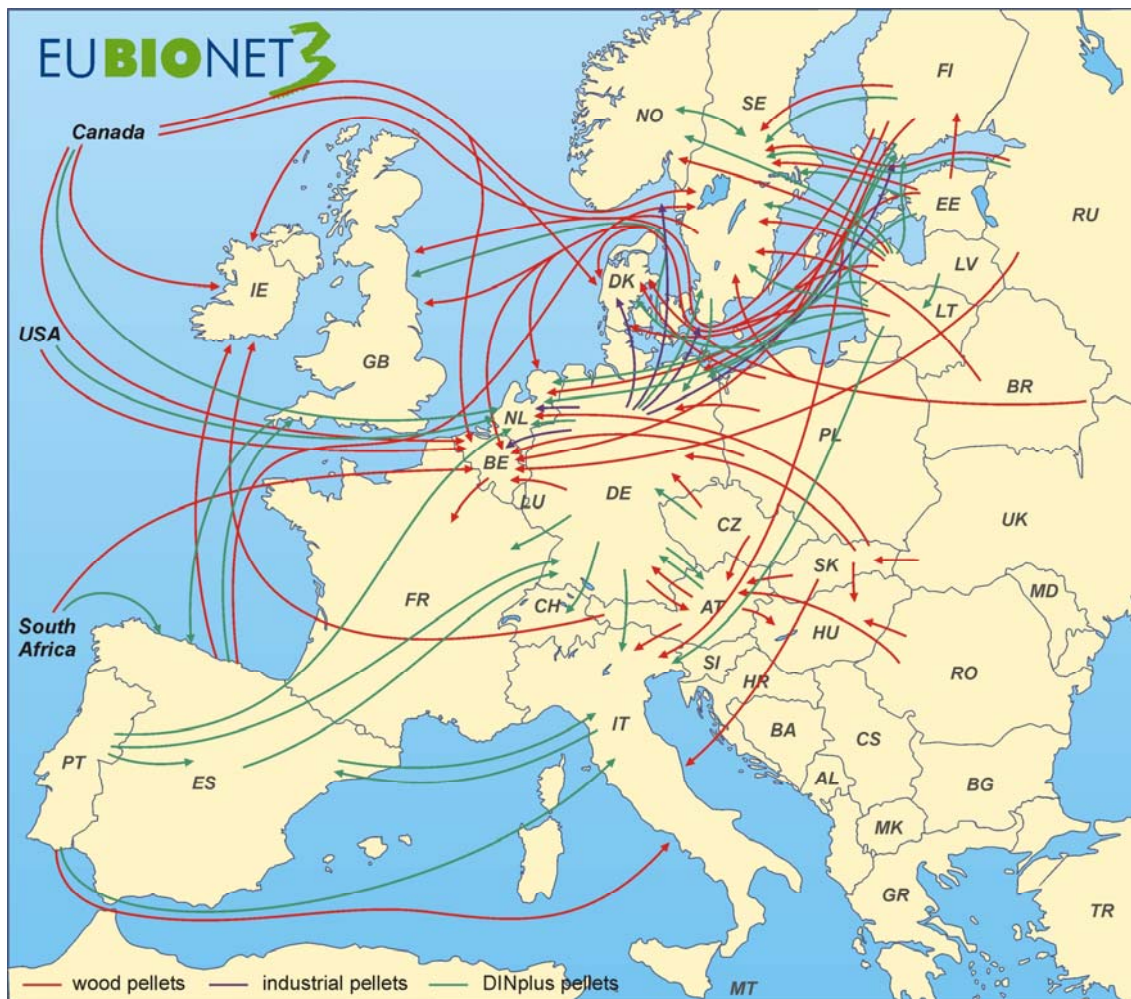 EUBIONET3
FI
Canada
NO
SE
EE
RU
IE
DK
LV
LT
USA
GB
BR
NL
PL
BE
LU
DE
UK
CZ
SK
MD
FR
CH
AT
HU
South
Africa
SI
HR
RO
PT
ES
IT
BA
CS
AL
BG
MK
GR
TR
wood pellets
industrial pellets
DINplus pellets
MT